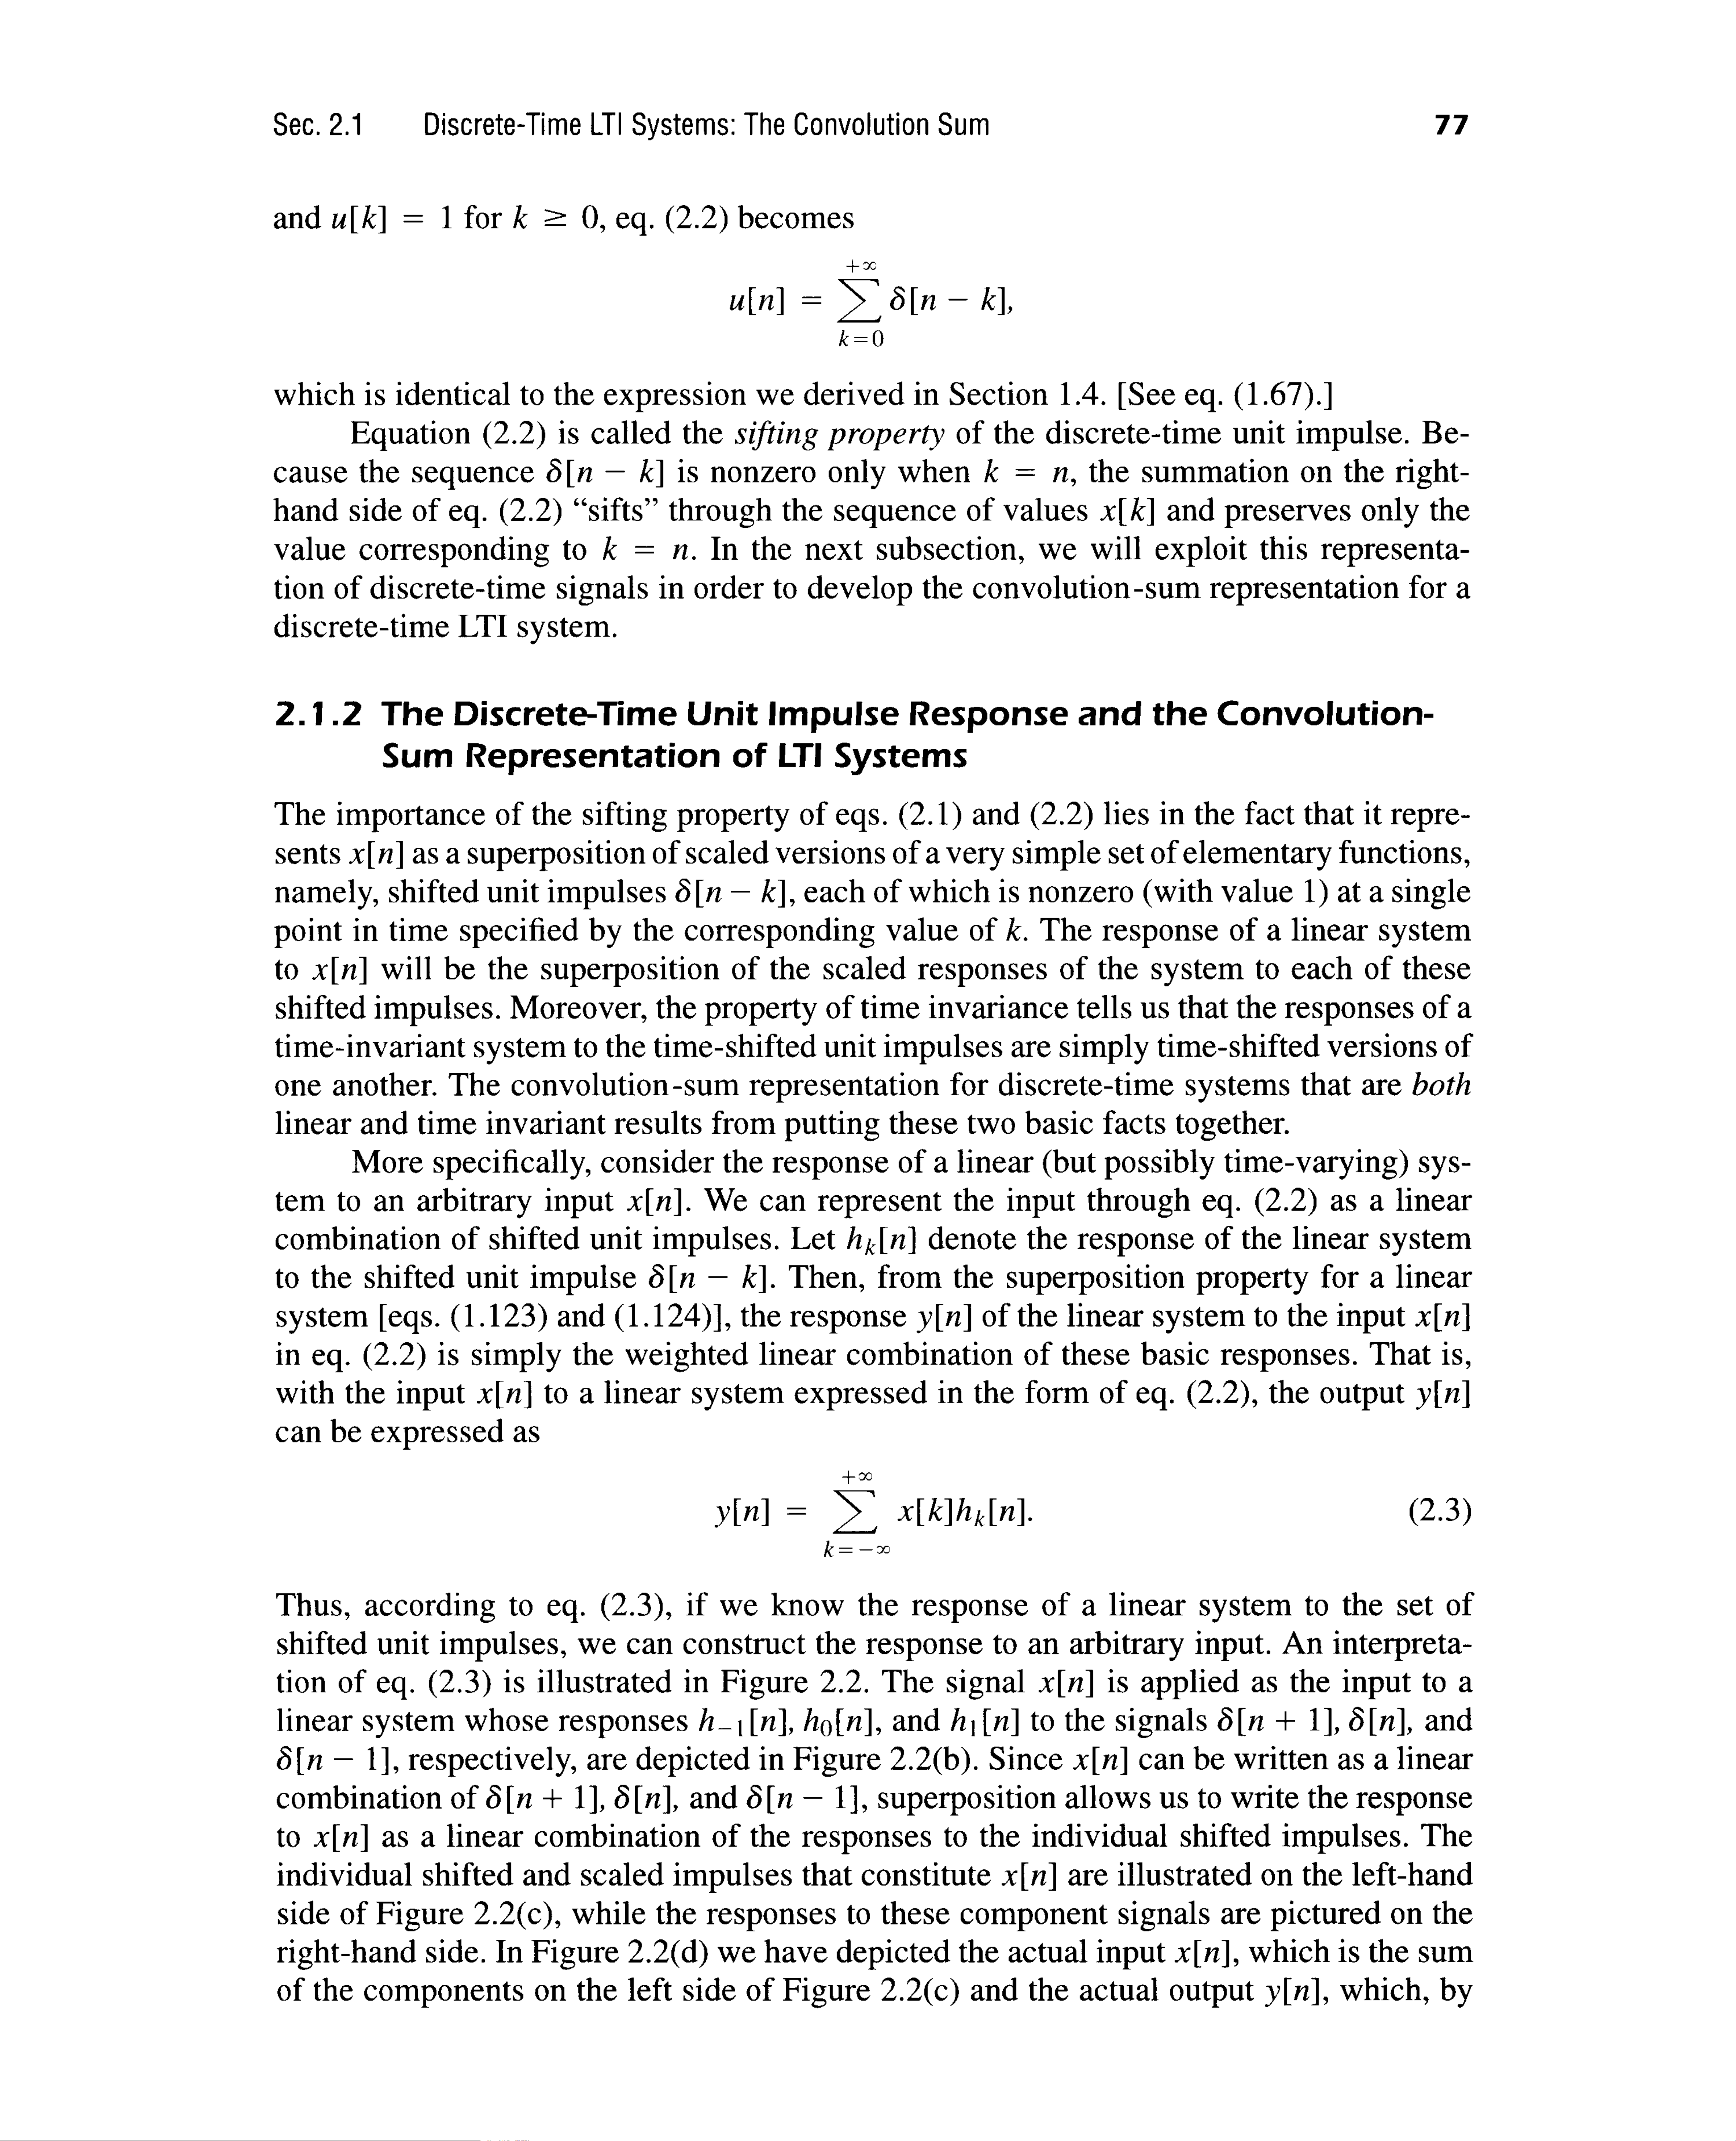 Sec. 2.1 Discrete-Time LTI Systems: The Convolution Sum 77
and u[k] = 1 for k ≥ 0, eq. (2.2) becomes
+∞
u[n] = ∑ δ[n − k],
k=0
which is identical to the expression we derived in Section 1.4. [See eq. (1.67).]
Equation (2.2) is called the sifting property of the discrete-time unit impulse. Be-
cause the sequence δ[n − k] is nonzero only when k = n, the summation on the right-
hand side of eq. (2.2) “sifts” through the sequence of values x[k] and preserves only the
value corresponding to k = n. In the next subsection, we will exploit this representa-
tion of discrete-time signals in order to develop the convolution-sum representation for a
discrete-time LTI system.
2.1.2 The Discrete-Time Unit Impulse Response and the Convolution-
Sum Representation of LTI Systems
The importance of the sifting property of eqs. (2.1) and (2.2) lies in the fact that it repre-
sents x[n] as a superposition of scaled versions of a very simple set of elementary functions,
namely, shifted unit impulses δ[n − k], each of which is nonzero (with value 1) at a single
point in time specified by the corresponding value of k. The response of a linear system
to x[n] will be the superposition of the scaled responses of the system to each of these
shifted impulses. Moreover, the property of time invariance tells us that the responses of a
time-invariant system to the time-shifted unit impulses are simply time-shifted versions of
one another. The convolution-sum representation for discrete-time systems that are both
linear and time invariant results from putting these two basic facts together.
More specifically, consider the response of a linear (but possibly time-varying) sys-
tem to an arbitrary input x[n]. We can represent the input through eq. (2.2) as a linear
combination of shifted unit impulses. Let hₖ[n] denote the response of the linear system
to the shifted unit impulse δ[n − k]. Then, from the superposition property for a linear
system [eqs. (1.123) and (1.124)], the response y[n] of the linear system to the input x[n]
in eq. (2.2) is simply the weighted linear combination of these basic responses. That is,
with the input x[n] to a linear system expressed in the form of eq. (2.2), the output y[n]
can be expressed as
+∞
y[n] = ∑ x[k]hₖ[n]. (2.3)
k=−∞
Thus, according to eq. (2.3), if we know the response of a linear system to the set of
shifted unit impulses, we can construct the response to an arbitrary input. An interpreta-
tion of eq. (2.3) is illustrated in Figure 2.2. The signal x[n] is applied as the input to a
linear system whose responses h₋₁[n], h₀[n], and h₁[n] to the signals δ[n + 1], δ[n], and
δ[n − 1], respectively, are depicted in Figure 2.2(b). Since x[n] can be written as a linear
combination of δ[n + 1], δ[n], and δ[n − 1], superposition allows us to write the response
to x[n] as a linear combination of the responses to the individual shifted impulses. The
individual shifted and scaled impulses that constitute x[n] are illustrated on the left-hand
side of Figure 2.2(c), while the responses to these component signals are pictured on the
right-hand side. In Figure 2.2(d) we have depicted the actual input x[n], which is the sum
of the components on the left side of Figure 2.2(c) and the actual output y[n], which, by